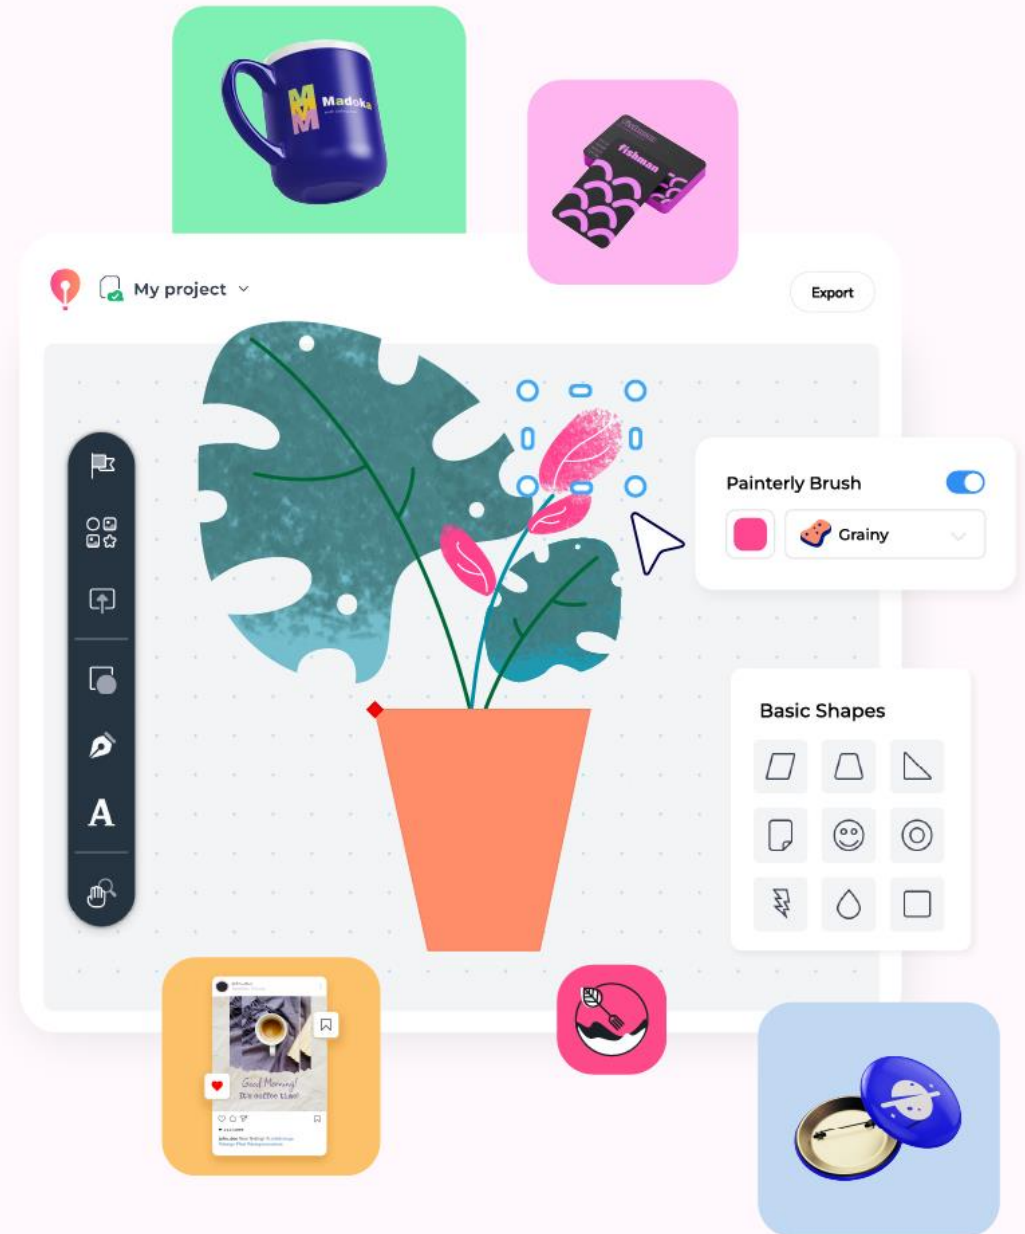 Madoka
fishman
My project
Export
Painterly Brush
Grainy
Basic Shapes
A
Good Morning!
It's coffee time!